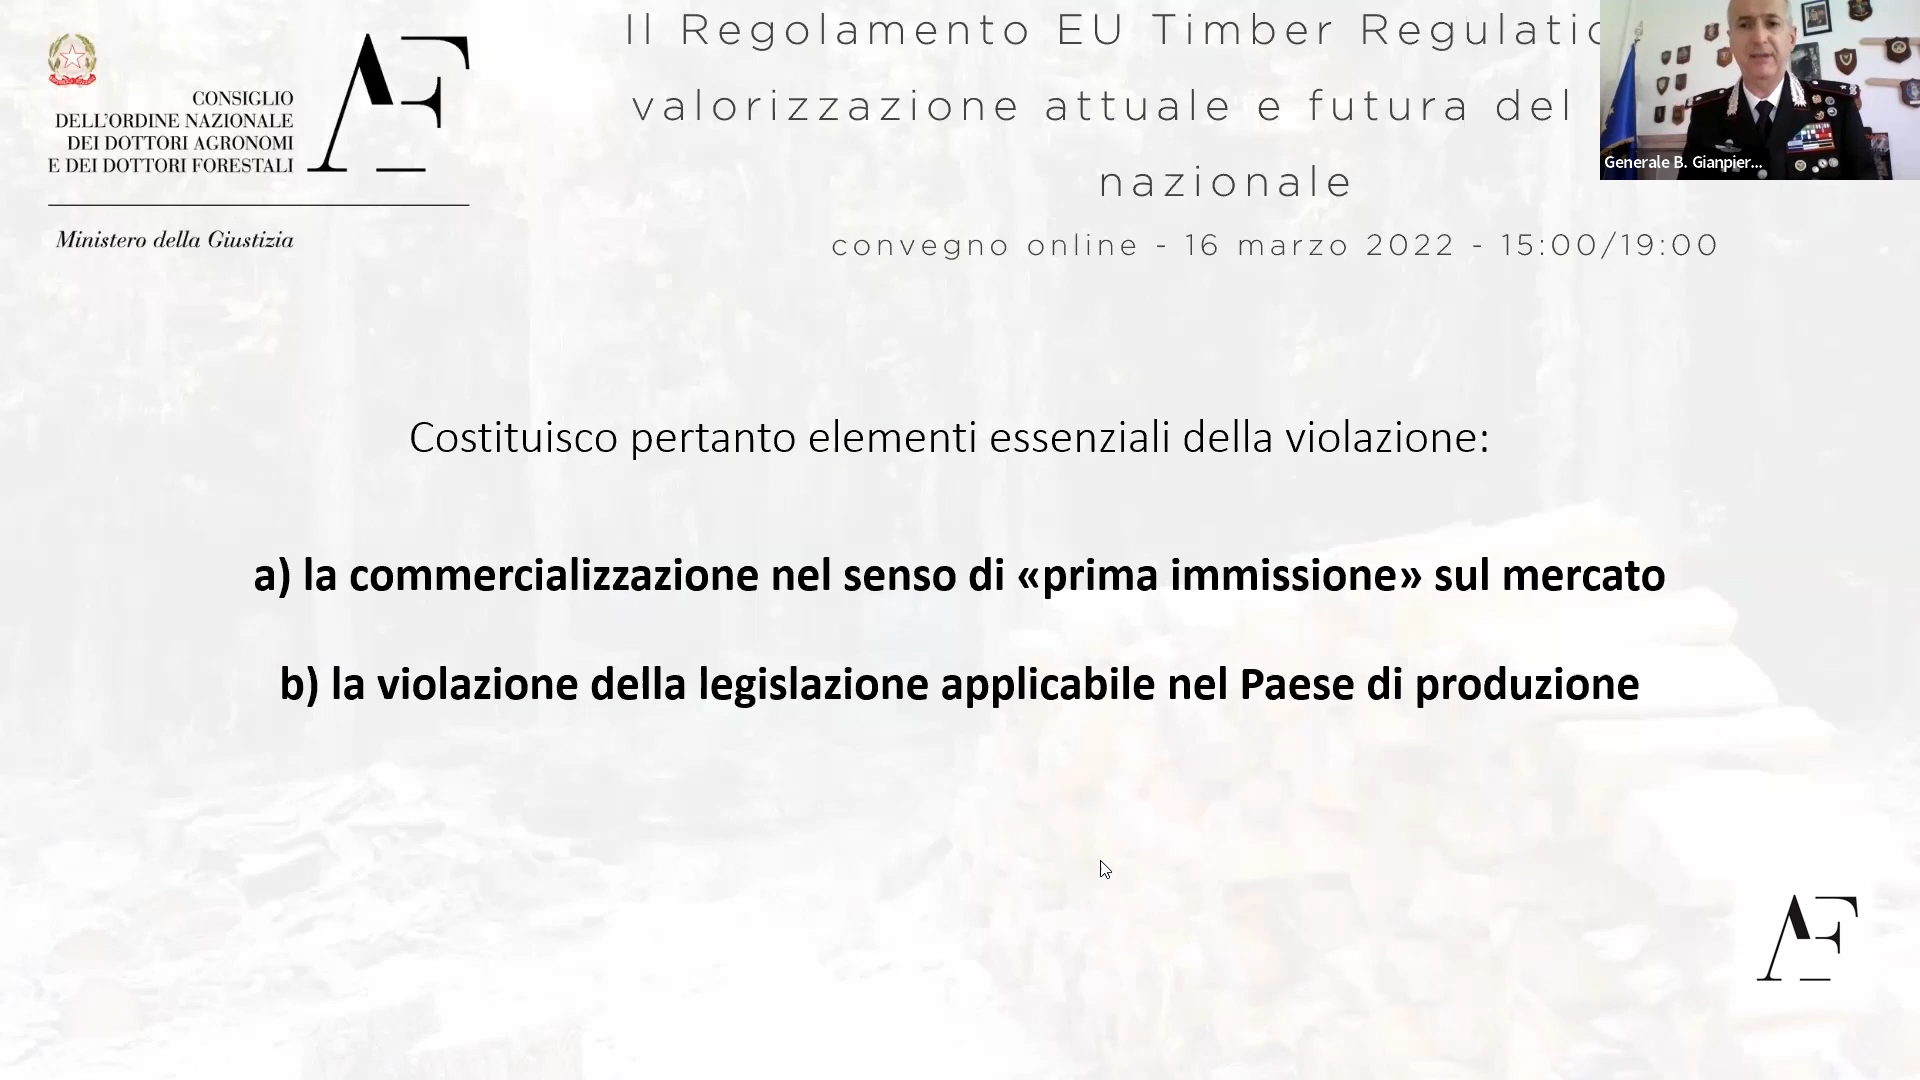 CONSIGLIO
DELL'ORDINE NAZIONALE
DEI DOTTORI AGRONOMI
E DEI DOTTORI FORESTALI
AF
Ministero della Giustizia
Il Regolamento EU Timber Regulatio
valorizzazione attuale e futura del
nazionale
convegno online - 16 marzo 2022 - 15:00/19:00
Generale B. Gianpier...
Costituisco pertanto elementi essenziali della violazione:
a) la commercializzazione nel senso di «prima immissione» sul mercato
b) la violazione della legislazione applicabile nel Paese di produzione
AF